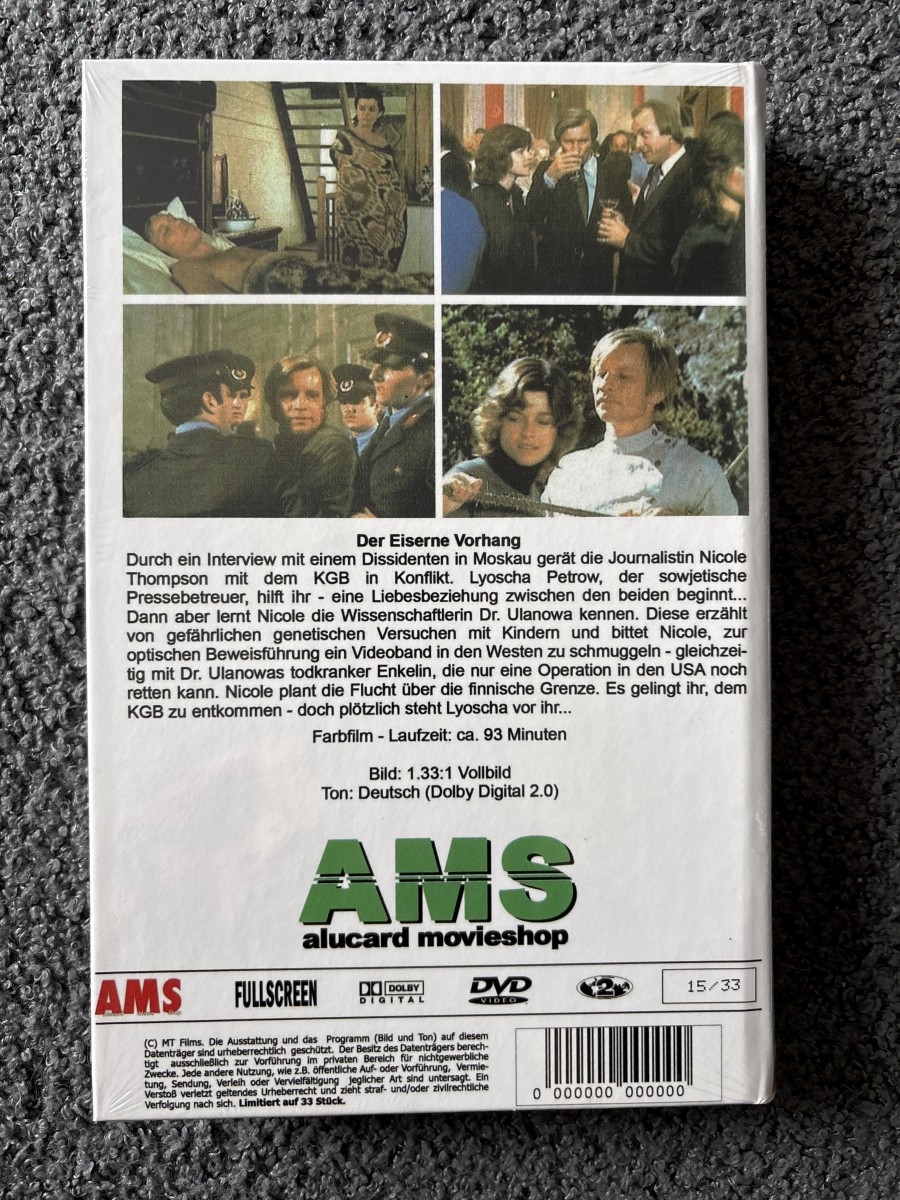 Der Eiserne Vorhang
Durch ein Interview mit einem Dissidenten in Moskau gerät die Journalistin Nicole
Thompson mit dem KGB in Konflikt. Lyoscha Petrow, der sowjetische
Pressebetreuer, hilft ihr - eine Liebesbeziehung zwischen den beiden beginnt...
Dann aber lernt Nicole die Wissenschaftlerin Dr. Ulanowa kennen. Diese erzählt
von gefährlichen genetischen Versuchen mit Kindern und bittet Nicole, zur
optischen Beweisführung ein Videoband in den Westen zu schmuggeln - gleichzei-
tig mit Dr. Ulanowas todkranker Enkelin, die nur eine Operation in den USA noch
retten kann. Nicole plant die Flucht über die finnische Grenze. Es gelingt ihr, dem
KGB zu entkommen - doch plötzlich steht Lyoscha vor ihr...
Farbfilm - Laufzeit: ca. 93 Minuten
Bild: 1.33:1 Vollbild
Ton: Deutsch (Dolby Digital 2.0)
AMS
alucard movieshop
AMS FULLSCREEN DOLBY DIGITAL DVD VIDEO 2 15/33
(C) MT Films. Die Ausstattung und das Programm (Bild und Ton) auf diesem
Datenträger sind urheberrechtlich geschützt. Der Besitz des Datenträgers berech-
tigt ausschließlich zur Vorführung im privaten Bereich für nichtgewerbliche
Zwecke. Jede andere Nutzung, wie z.B. öffentliche Auf- oder Vorführung, Vermie-
tung, Sendung, Verleih oder Vervielfältigung jeglicher Art sind untersagt. Ein
Verstoß verletzt geltendes Urheberrecht und zieht straf- und/oder zivilrechtliche
Verfolgung nach sich. Limitiert auf 33 Stück.
0 000000 000000